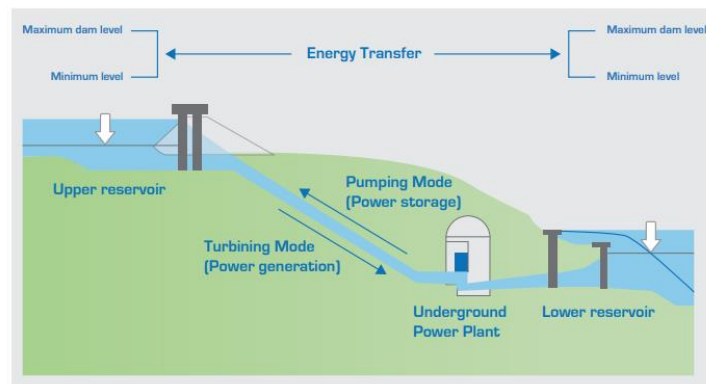 Maximum dam level
Energy Transfer
Maximum dam level
Minimum level
Minimum level
Upper reservoir
Pumping Mode
(Power storage)
Turbining Mode
(Power generation)
Underground
Power Plant
Lower reservoir